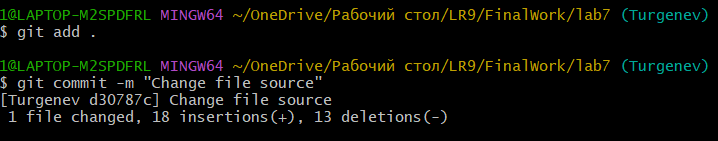 1@LAPTOP-M2SPDFRL MINGW64 ~/OneDrive/Рабочий стол/LR9/FinalWork/lab7 (Turgenev)
$ git add .
1@LAPTOP-M2SPDFRL MINGW64 ~/OneDrive/Рабочий стол/LR9/FinalWork/lab7 (Turgenev)
$ git commit -m "Change file source"
[Turgenev d30787c] Change file source
 1 file changed, 18 insertions(+), 13 deletions(-)